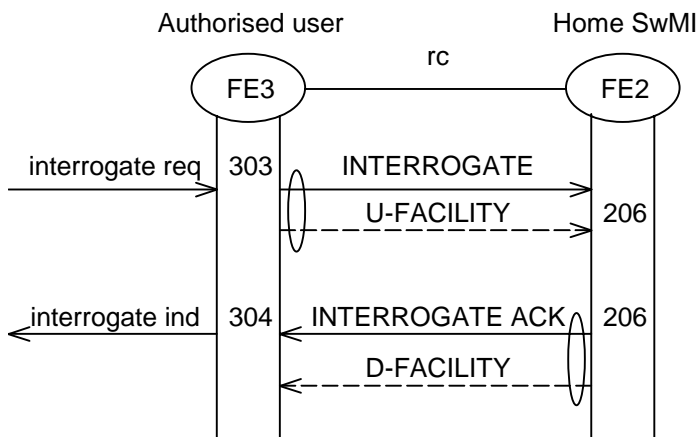 Authorised user Home SwMI
rc
FE3 FE2
interrogate req 303 INTERROGATE
U-FACILITY 206
interrogate ind 304 INTERROGATE ACK 206
D-FACILITY